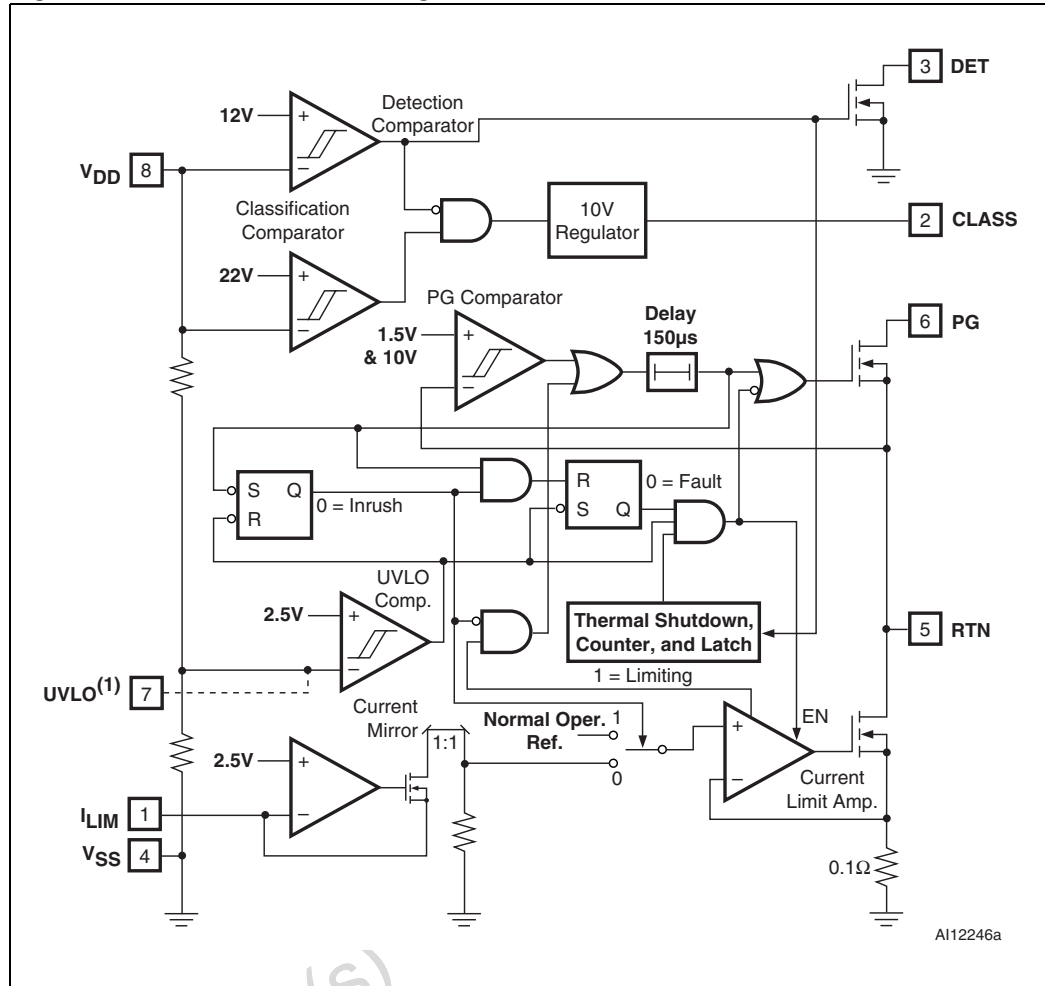 3 DET
Detection
Comparator
12V
+
−
VDD 8
Classification
Comparator
10V
Regulator
2 CLASS
22V
+
−
PG Comparator
1.5V
& 10V
+
−
Delay
150µs
6 PG
S Q
R
0 = Inrush
R
S Q
0 = Fault
UVLO
Comp.
2.5V
+
−
Thermal Shutdown,
Counter, and Latch
5 RTN
1 = Limiting
UVLO(1) 7
Current
Mirror
1:1
Normal Oper.
Ref.
1
0
EN
+
−
Current
Limit Amp.
2.5V
+
−
ILIM 1
VSS 4
0.1Ω
AI12246a
(s)